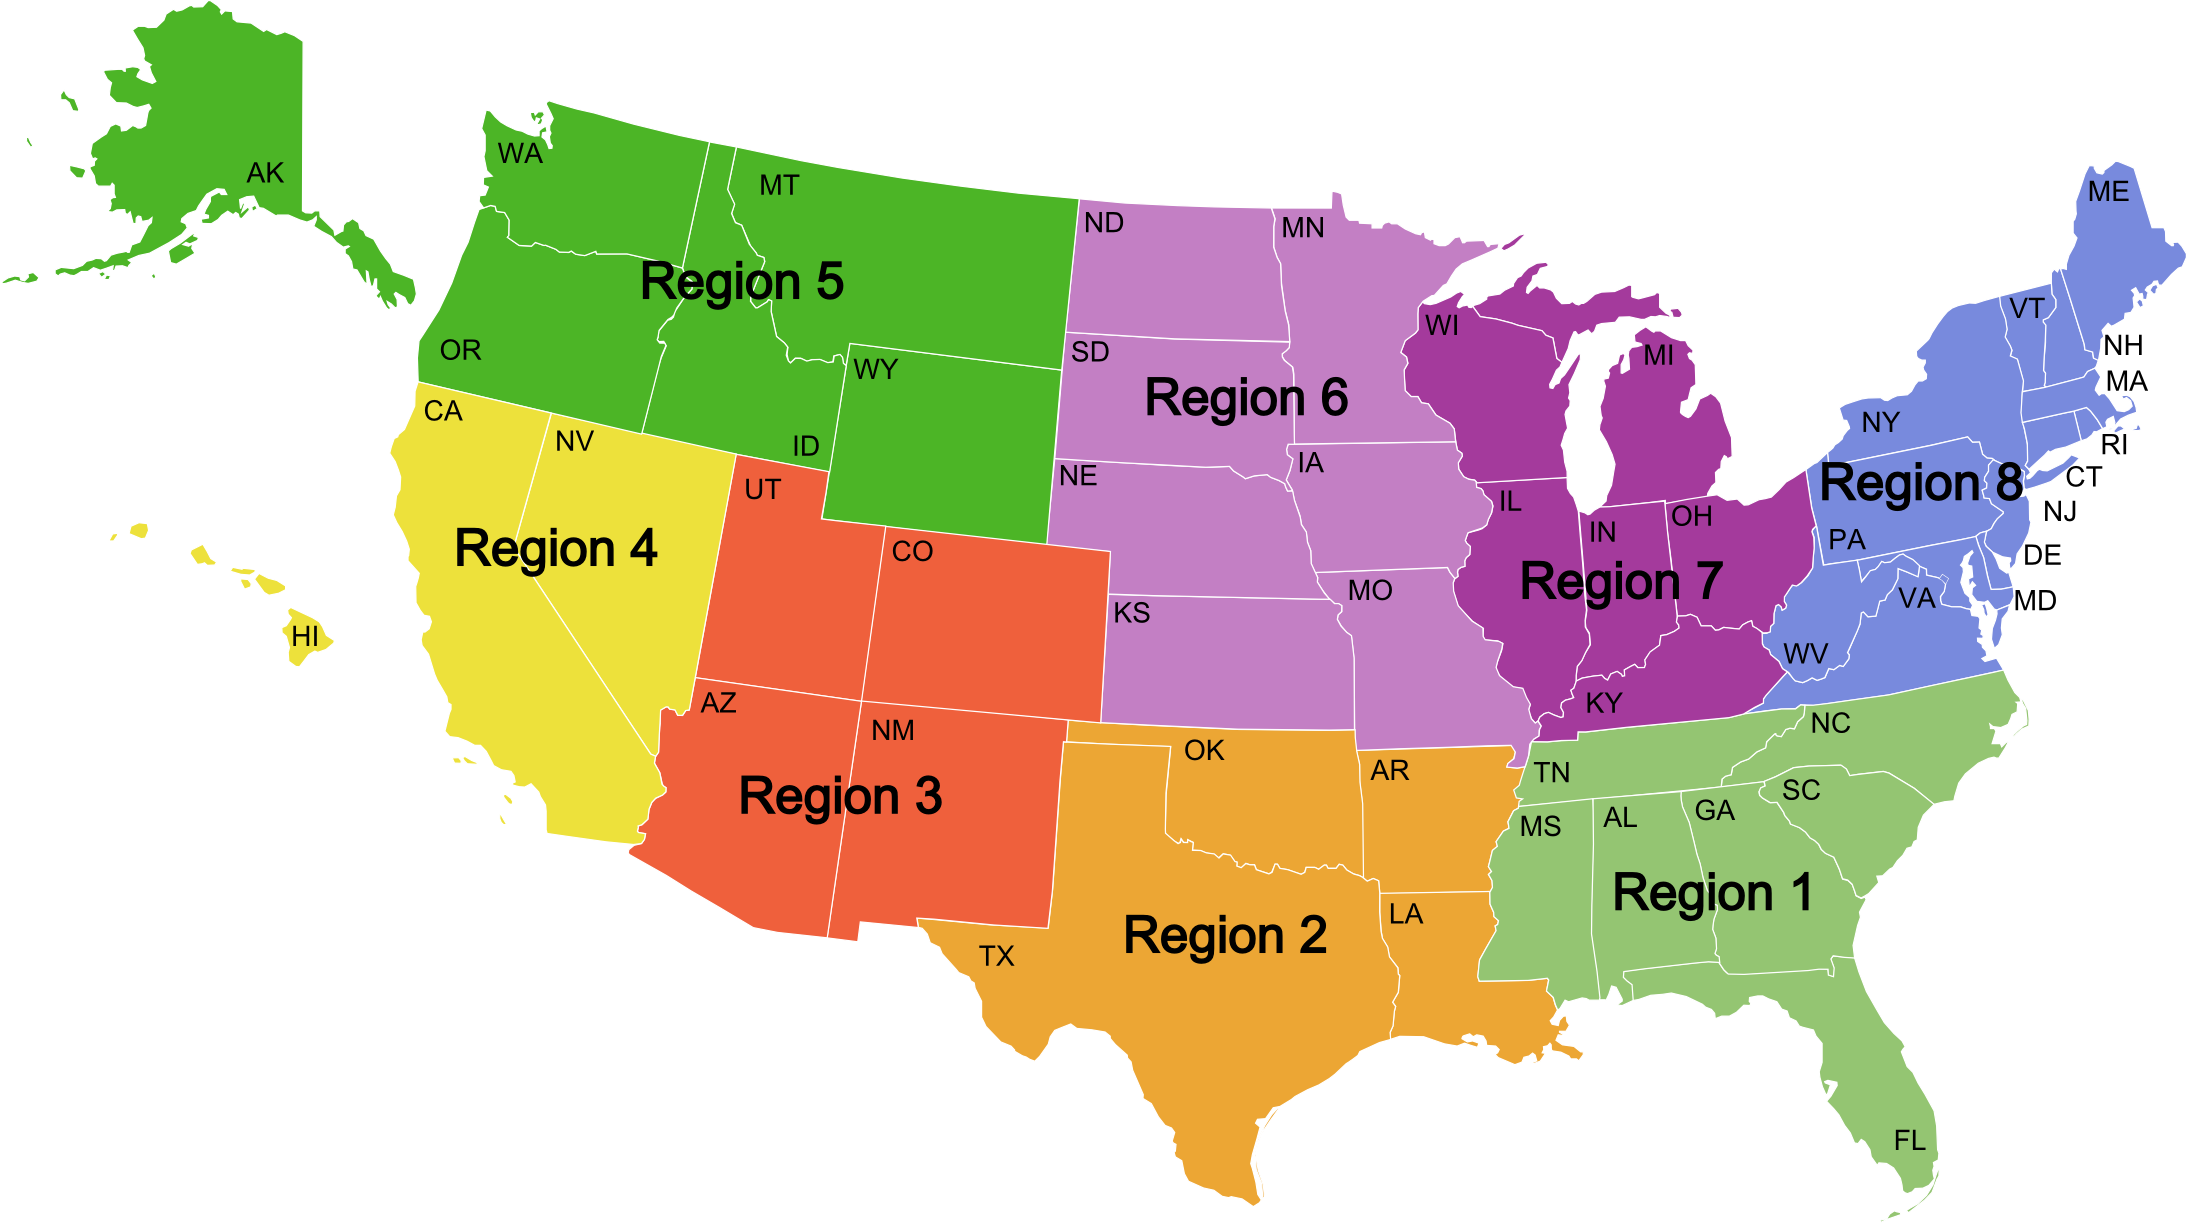 AK
WA
MT
ND
MN
ME
OR
ID
WY
Region 5
SD
WI
MI
VT
NH
MA
NY
RI
CT
NJ
CA
NV
UT
CO
NE
IA
Region 6
IL
IN
OH
PA
Region 8
DE
MD
VA
WV
HI
Region 4
KS
MO
Region 7
KY
AZ
NM
Region 3
OK
AR
TN
NC
SC
MS
AL
GA
Region 1
TX
LA
Region 2
FL